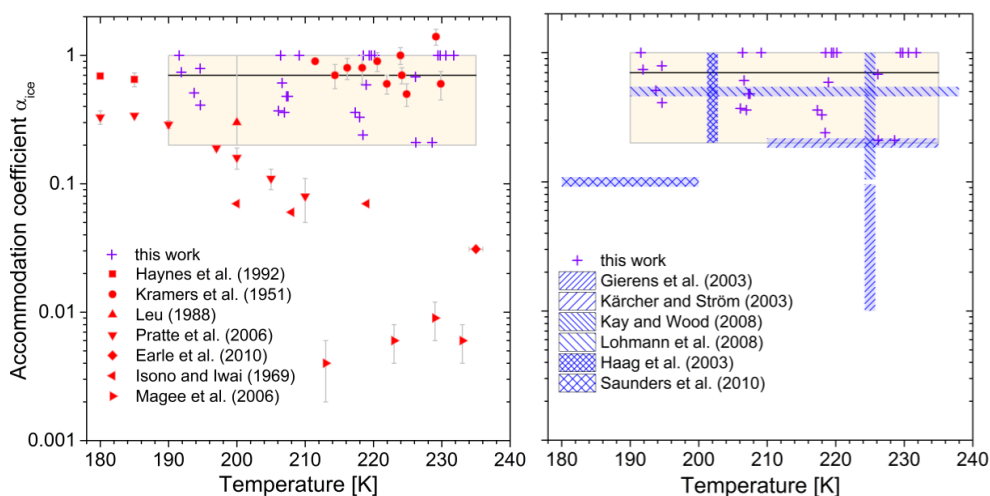 Accommodation coefficient αice
1
0.1
0.01
0.001
this work
Haynes et al. (1992)
Kramers et al. (1951)
Leu (1988)
Pratte et al. (2006)
Earle et al. (2010)
Isono and Iwai (1969)
Magee et al. (2006)
180 190 200 210 220 230 240
Temperature [K]
this work
Gierens et al. (2003)
Kärcher and Ström (2003)
Kay and Wood (2008)
Lohmann et al. (2008)
Haag et al. (2003)
Saunders et al. (2010)
180 190 200 210 220 230 240
Temperature [K]